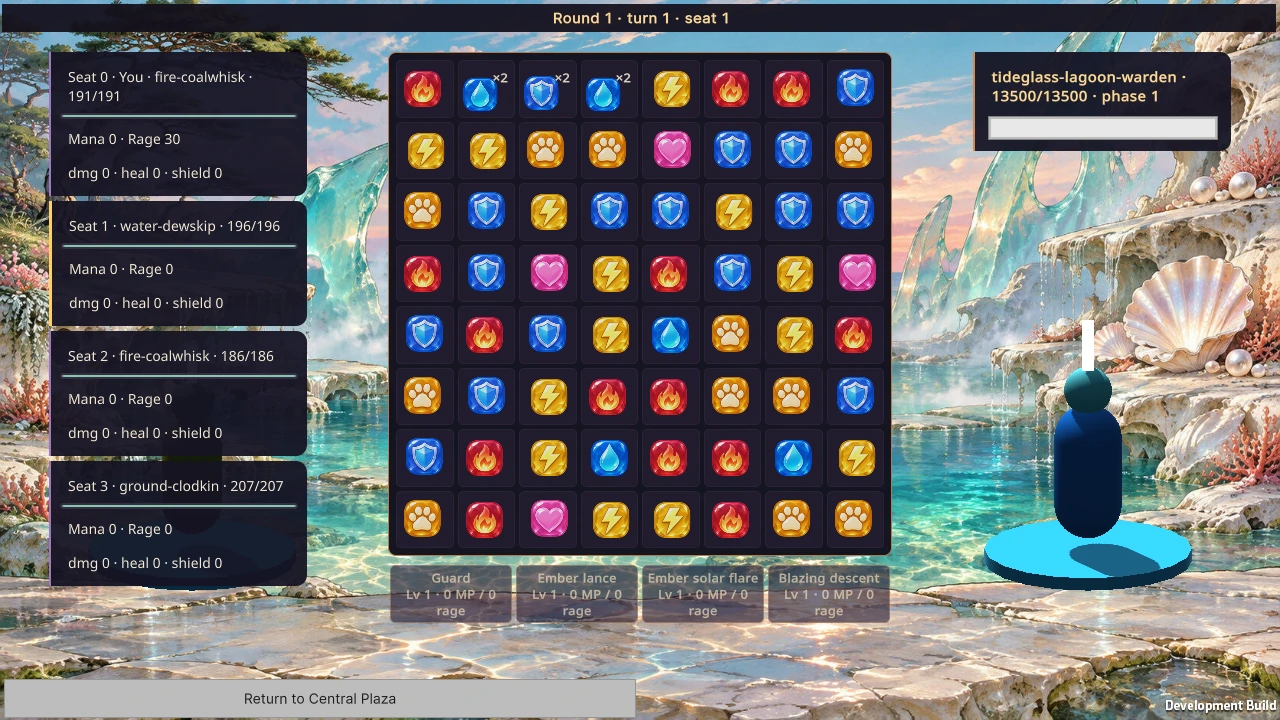 Round 1 · turn 1 · seat 1
Seat 0 · You · fire-coalwhisk ·
191/191
Mana 0 · Rage 30
dmg 0 · heal 0 · shield 0
Seat 1 · water-dewskip · 196/196
Mana 0 · Rage 0
dmg 0 · heal 0 · shield 0
Seat 2 · fire-coalwhisk · 186/186
Mana 0 · Rage 0
dmg 0 · heal 0 · shield 0
Seat 3 · ground-clodkin · 207/207
Mana 0 · Rage 0
dmg 0 · heal 0 · shield 0
×2
×2
×2
tideglass-lagoon-warden ·
13500/13500 · phase 1
Guard
Lv 1 · 0 MP / 0
rage
Ember lance
Lv 1 · 0 MP / 0
rage
Ember solar flare
Lv 1 · 0 MP / 0
rage
Blazing descent
Lv 1 · 0 MP / 0
rage
Return to Central Plaza
Development Build